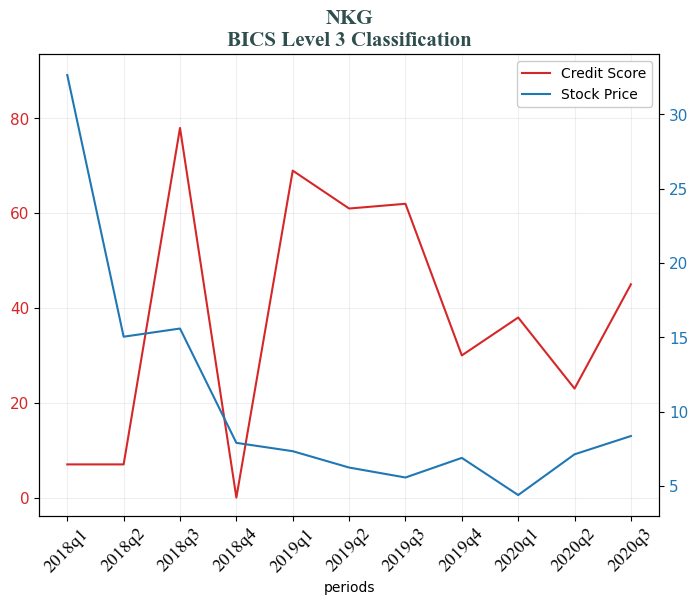 NKG
BICS Level 3 Classification
Credit Score
Stock Price
80
60
40
20
0
30
25
20
15
10
5
2018q1
2018q2
2018q3
2018q4
2019q1
2019q2
2019q3
2019q4
2020q1
2020q2
2020q3
periods